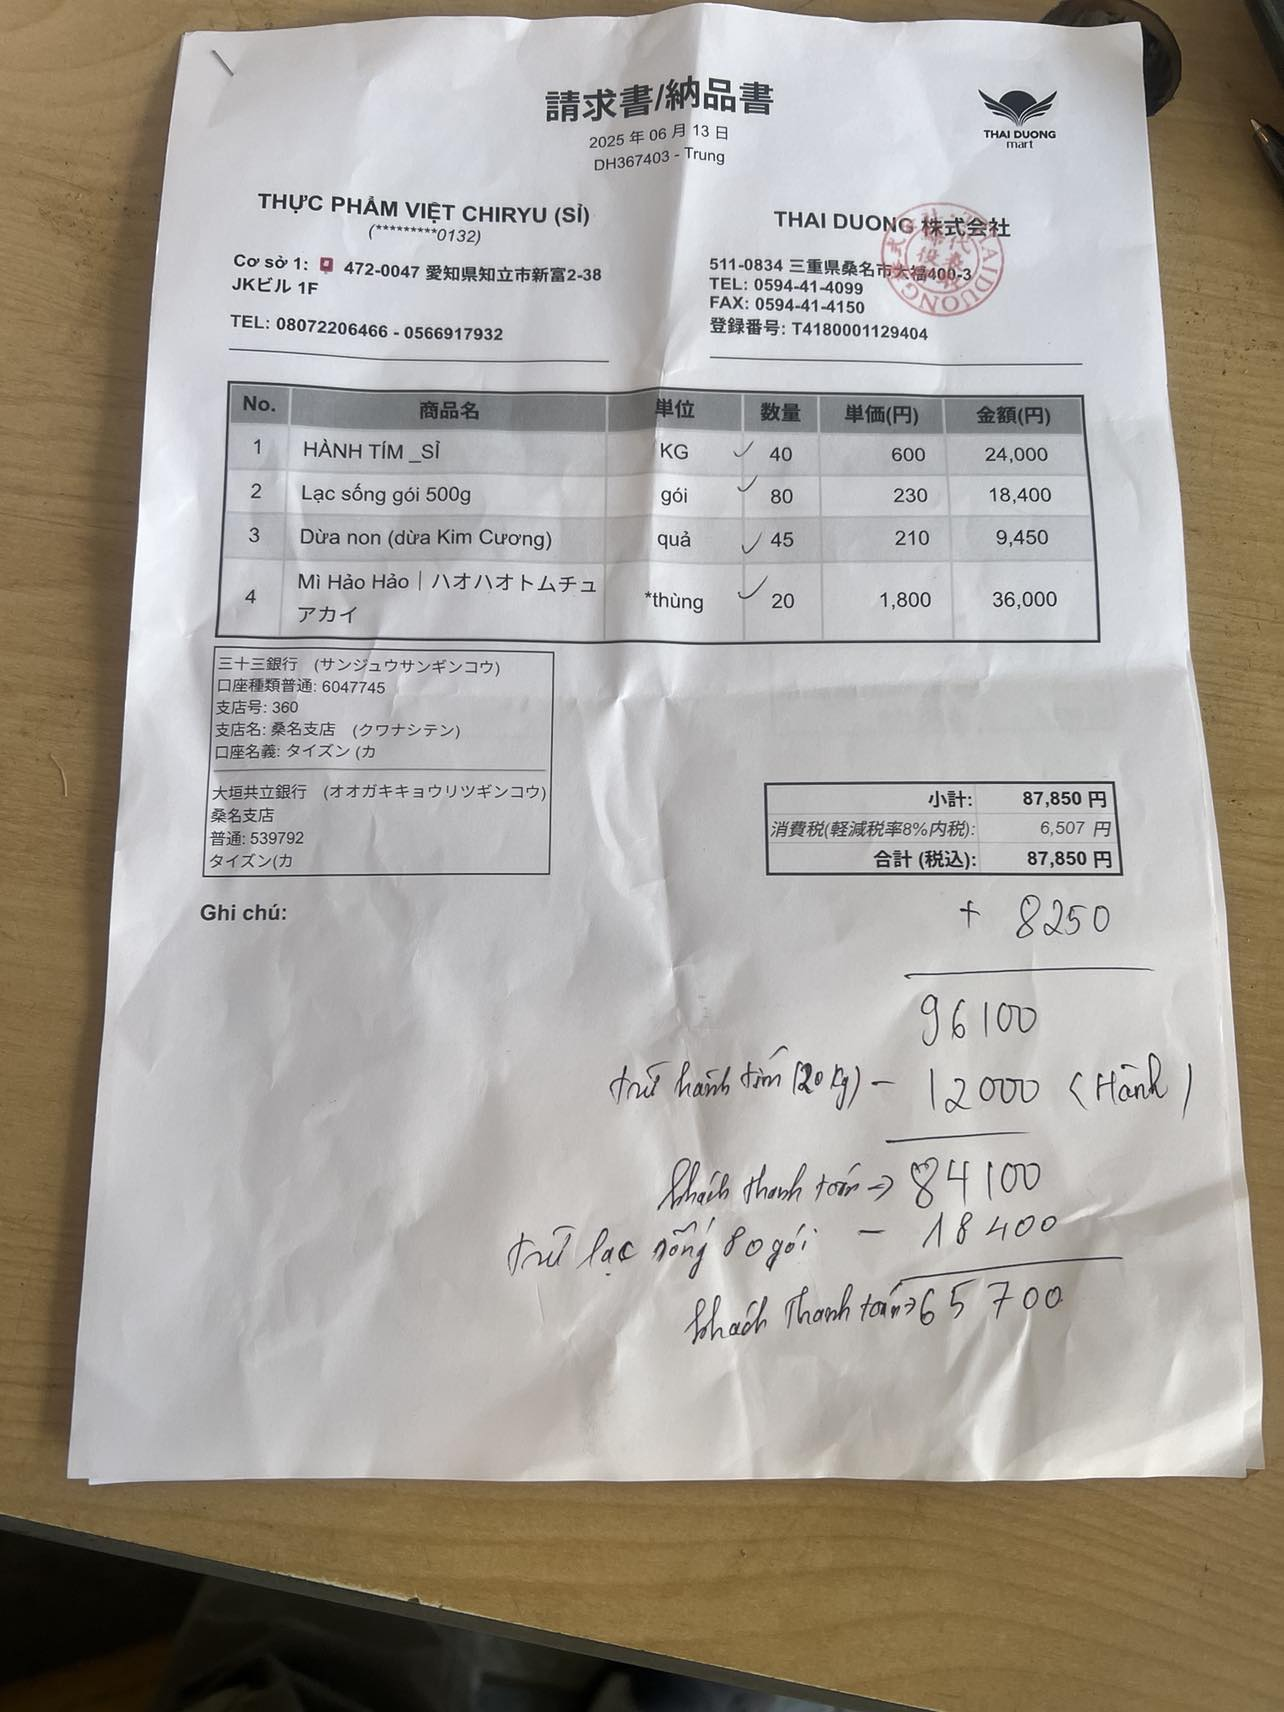 請求書/納品書
2025 年 06 月 13 日
DH367403 - Trung
THAI DUONG
mart
THỰC PHẨM VIỆT CHIRYU (SỈ)
(*********0132)
Cơ sở 1: 472-0047 愛知県知立市新富2-38
JKビル 1F
TEL: 08072206466 - 0566917932
THAI DUONG 株式会社
511-0834 三重県桑名市大福400-3
TEL: 0594-41-4099
FAX: 0594-41-4150
登録番号: T4180001129404
No. 商品名 単位 数量 単価(円) 金額(円)
1 HÀNH TÍM _SỈ KG 40 600 24,000
2 Lạc sống gói 500g gói 80 230 18,400
3 Dừa non (dừa Kim Cương) quả 45 210 9,450
4 Mì Hảo Hảo | ハオハオトムチュ *thùng 20 1,800 36,000
アカイ
三十三銀行 (サンジュウサンギンコウ)
口座種類普通: 6047745
支店号: 360
支店名: 桑名支店 (クワナシテン)
口座名義: タイズン (カ
大垣共立銀行 (オオガキキョウリツギンコウ)
桑名支店
普通: 539792
タイズン(カ
小計: 87,850 円
消費税(軽減税率8%内税): 6,507 円
合計 (税込): 87,850 円
Ghi chú:
+ 8250
96100
trừ hành tím (20 kg) - 12000 (Hành)
khách thanh toán → 84100
trừ lạc sống 80 gói - 18400
khách thanh toán → 65700